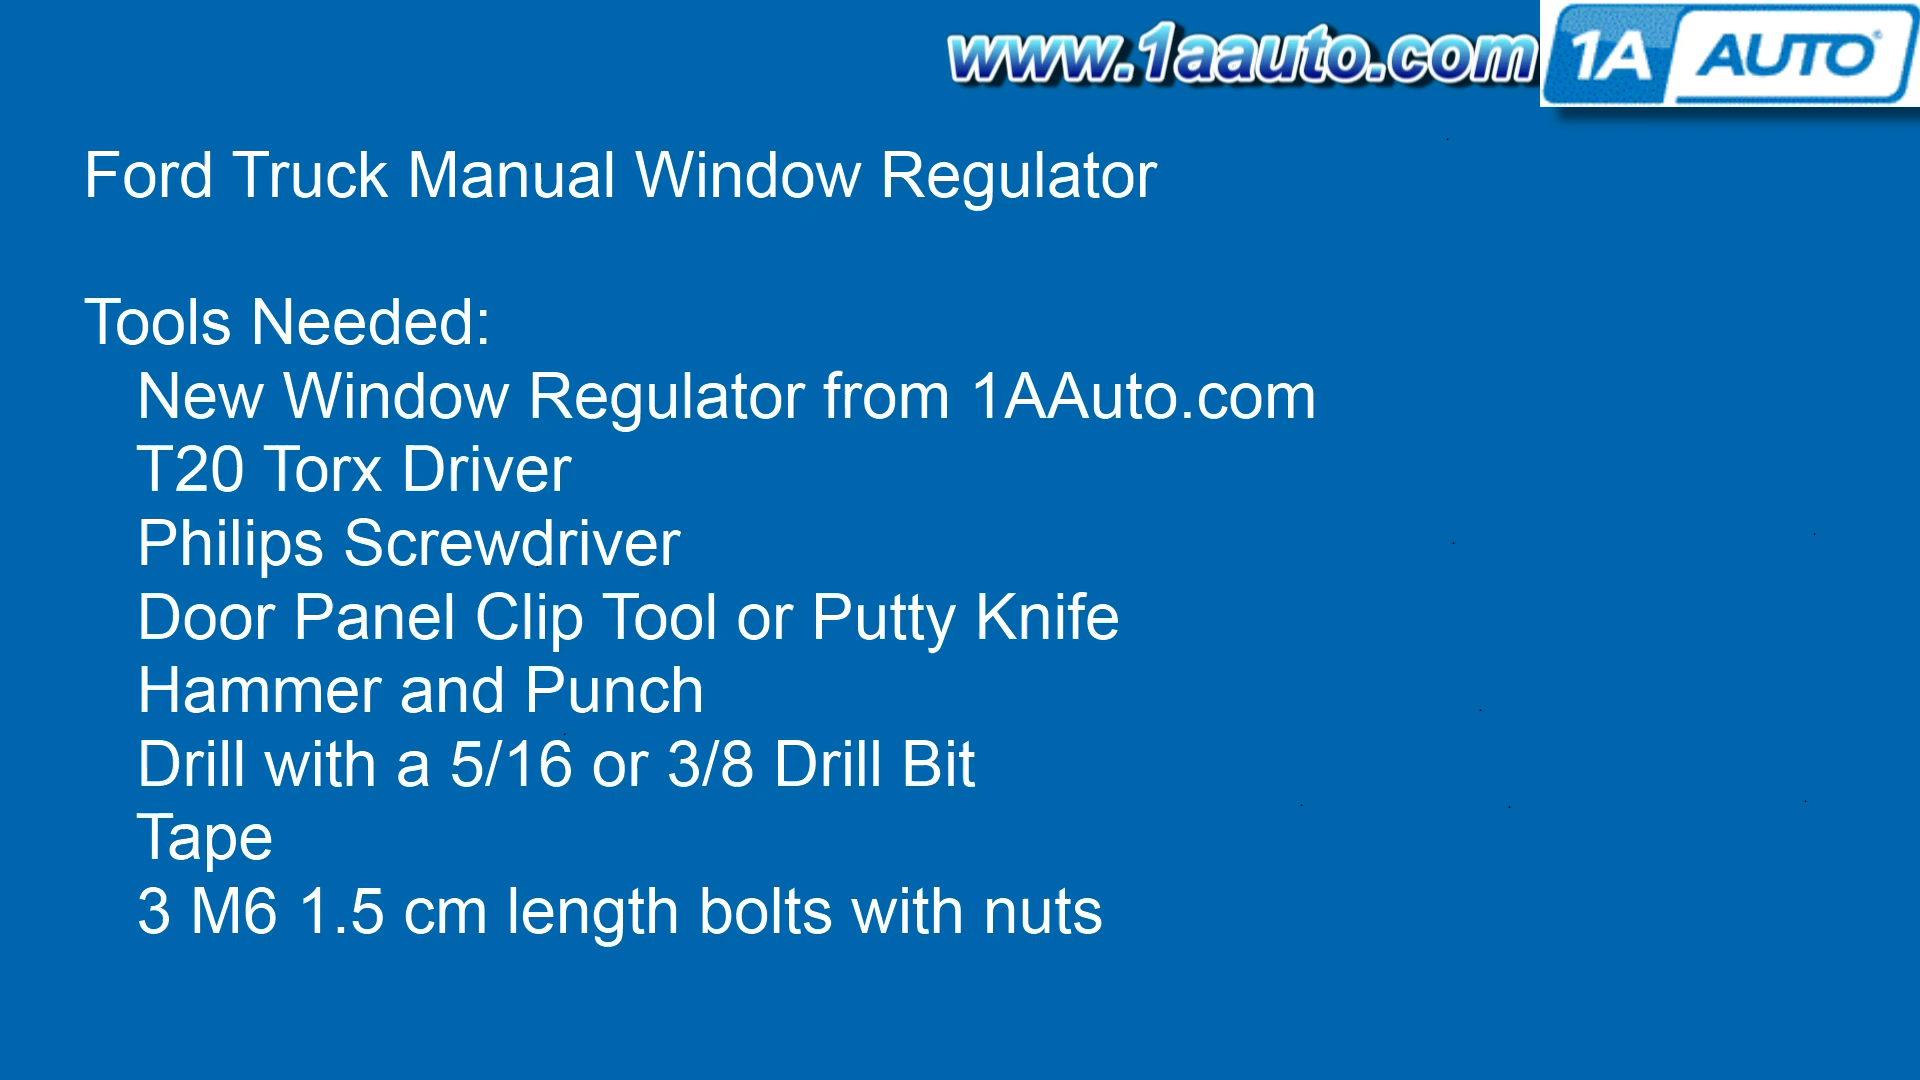 www.1aauto.com 1A AUTO
Ford Truck Manual Window Regulator
Tools Needed:
New Window Regulator from 1AAuto.com
T20 Torx Driver
Philips Screwdriver
Door Panel Clip Tool or Putty Knife
Hammer and Punch
Drill with a 5/16 or 3/8 Drill Bit
Tape
3 M6 1.5 cm length bolts with nuts